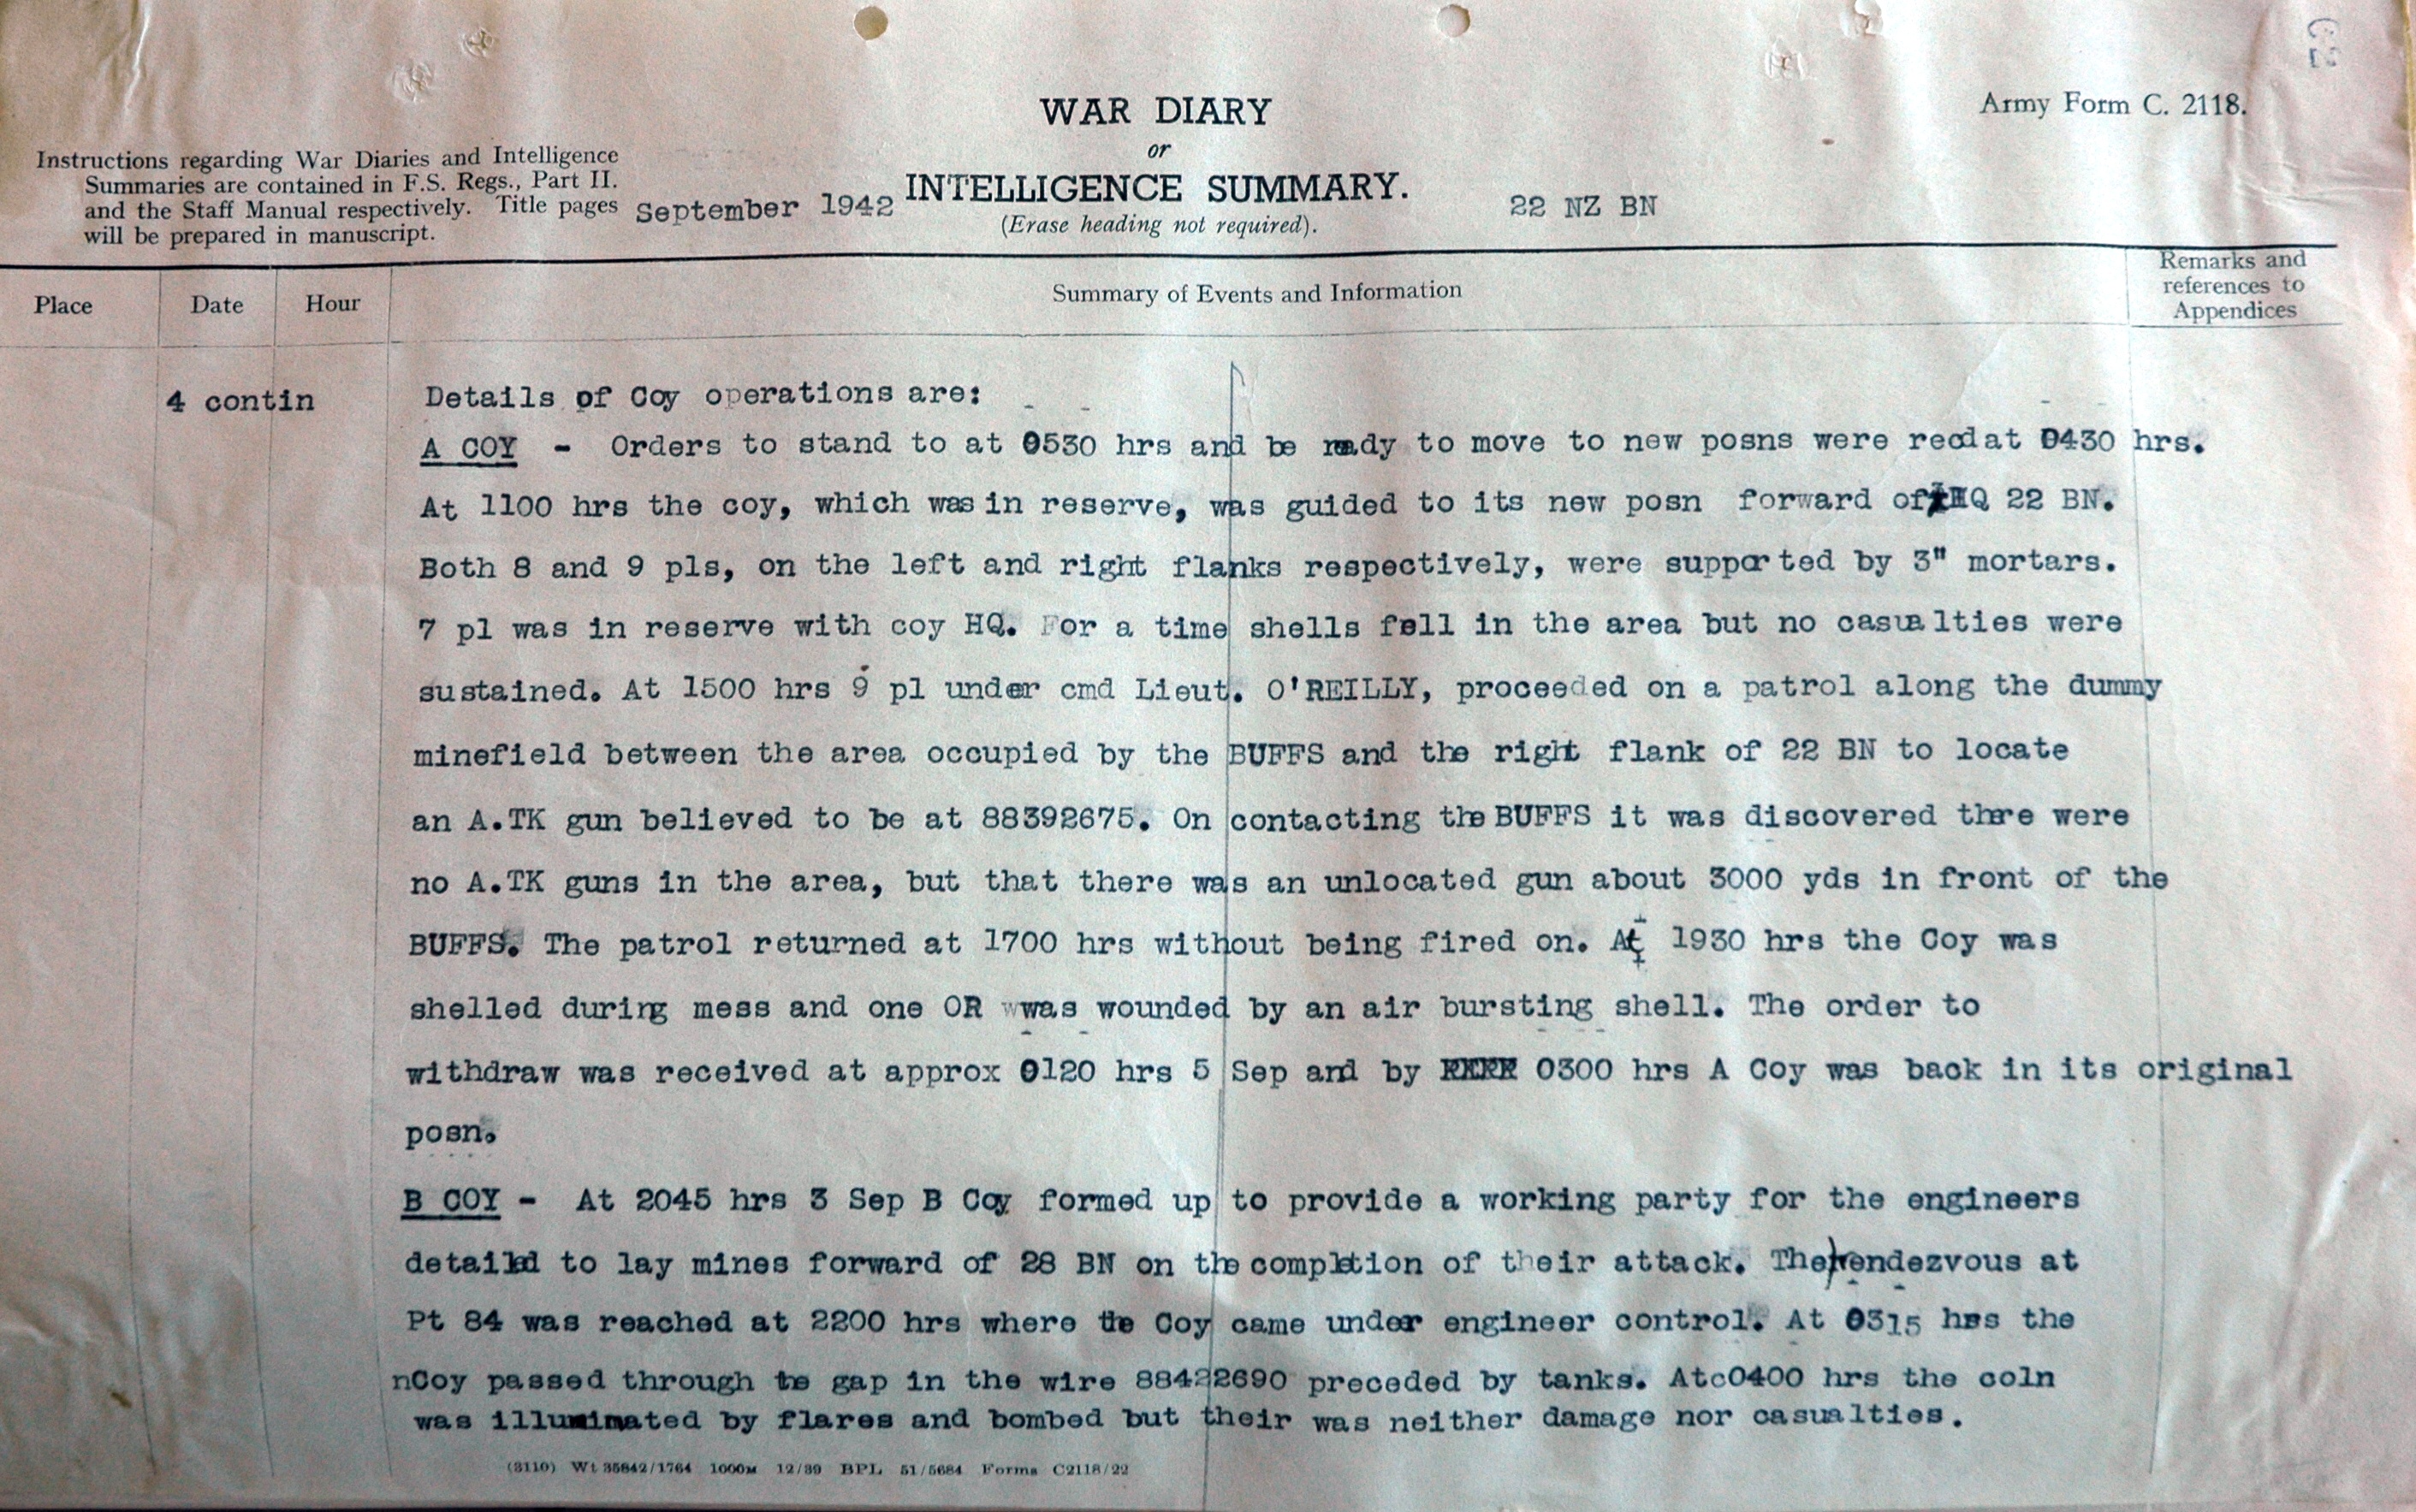 WAR DIARY
or
INTELLIGENCE SUMMARY.
(Erase heading not required).
Army Form C. 2118.
Instructions regarding War Diaries and Intelligence
Summaries are contained in F.S. Regs., Part II.
and the Staff Manual respectively. Title pages
will be prepared in manuscript.
September 1942
22 NZ BN
Place
Date
Hour
Summary of Events and Information
Remarks and
references to
Appendices
4 contin
Details of Coy operations are:
A COY - Orders to stand to at 0530 hrs and be ready to move to new posns were recd at 0430 hrs.
At 1100 hrs the coy, which was in reserve, was guided to its new posn forward of HQ 22 BN.
Both 8 and 9 pls, on the left and right flanks respectively, were supported by 3" mortars.
7 pl was in reserve with coy HQ. For a time shells fell in the area but no casualties were
sustained. At 1500 hrs 9 pl under cmd Lieut. O'REILLY, proceeded on a patrol along the dummy
minefield between the area occupied by the BUFFS and the right flank of 22 BN to locate
an A.TK gun believed to be at 88392675. On contacting the BUFFS it was discovered there were
no A.TK guns in the area, but that there was an unlocated gun about 3000 yds in front of the
BUFFS. The patrol returned at 1700 hrs without being fired on. At 1930 hrs the Coy was
shelled during mess and one OR wwas wounded by an air bursting shell. The order to
withdraw was received at approx 0120 hrs 5 Sep and by 0300 hrs A Coy was back in its original
posn.
B COY - At 2045 hrs 3 Sep B Coy formed up to provide a working party for the engineers
detailed to lay mines forward of 28 BN on the completion of their attack. The rendezvous at
Pt 84 was reached at 2200 hrs where the Coy came under engineer control. At 0315 hrs the
nCoy passed through te gap in the wire 88422690 preceded by tanks. Atc0400 hrs the coln
was illuminated by flares and bombed but their was neither damage nor casualties.
(3110) Wt 35842/1764 1000M 12/39 BPL 51/5684 Forms C2118/22